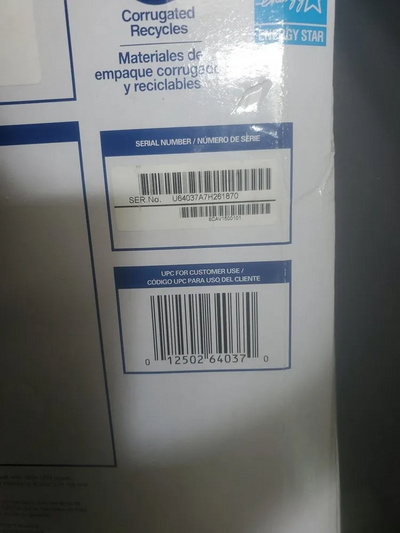 Corrugated
Recycles
ENERGY STAR
Materiales de
empaque corrugado
y reciclables
SERIAL NUMBER / NÚMERO DE SERIE
SER No. U64037A7H261870
UPC FOR CUSTOMER USE /
CÓDIGO UPC PARA USO DEL CLIENTE
0 12502 64037 0